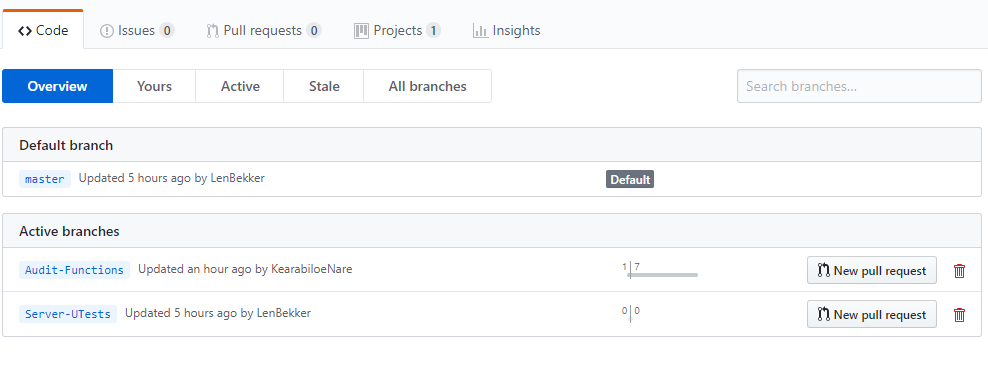 Code Issues 0 Pull requests 0 Projects 1 Insights
Overview Yours Active Stale All branches Search branches...
Default branch
master Updated 5 hours ago by LenBekker Default
Active branches
Audit-Functions Updated an hour ago by KearabiloeNare 1 7 New pull request
Server-UTests Updated 5 hours ago by LenBekker 0 0 New pull request